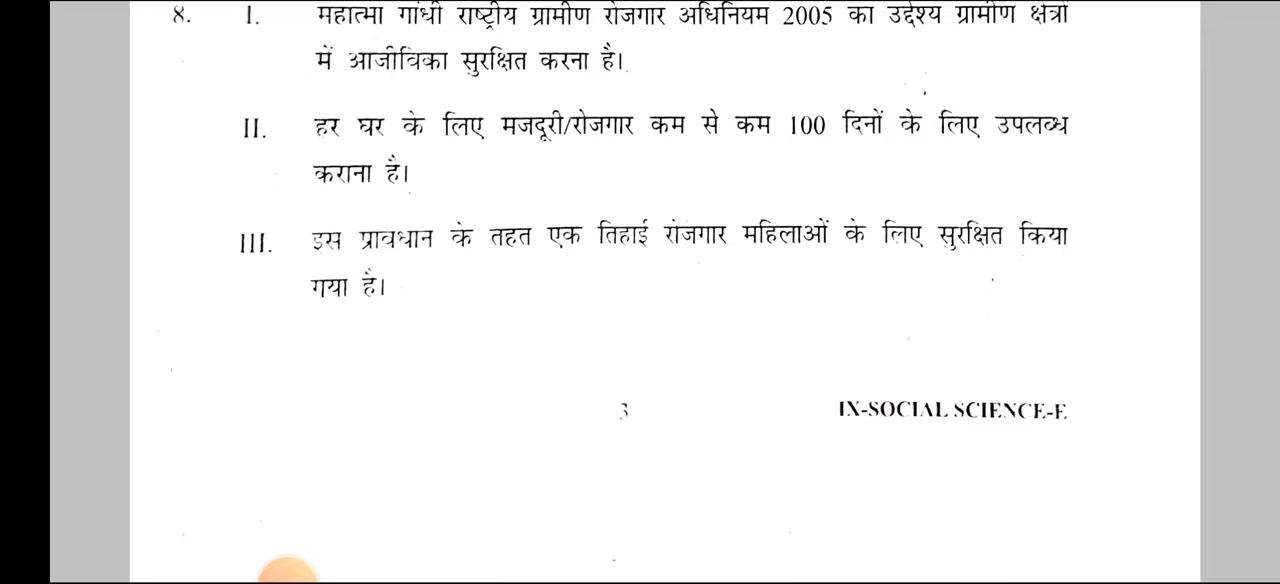 8. I. महात्मा गांधी राष्ट्रीय ग्रामीण रोजगार अधिनियम 2005 का उद्देश्य ग्रामीण क्षेत्रों
में आजीविका सुरक्षित करना है।
II. हर घर के लिए मजदूरी/रोजगार कम से कम 100 दिनों के लिए उपलब्ध
कराना है।
III. इस प्रावधान के तहत एक तिहाई रोजगार महिलाओं के लिए सुरक्षित किया
गया है।
3 IX-SOCIAL SCIENCE-E